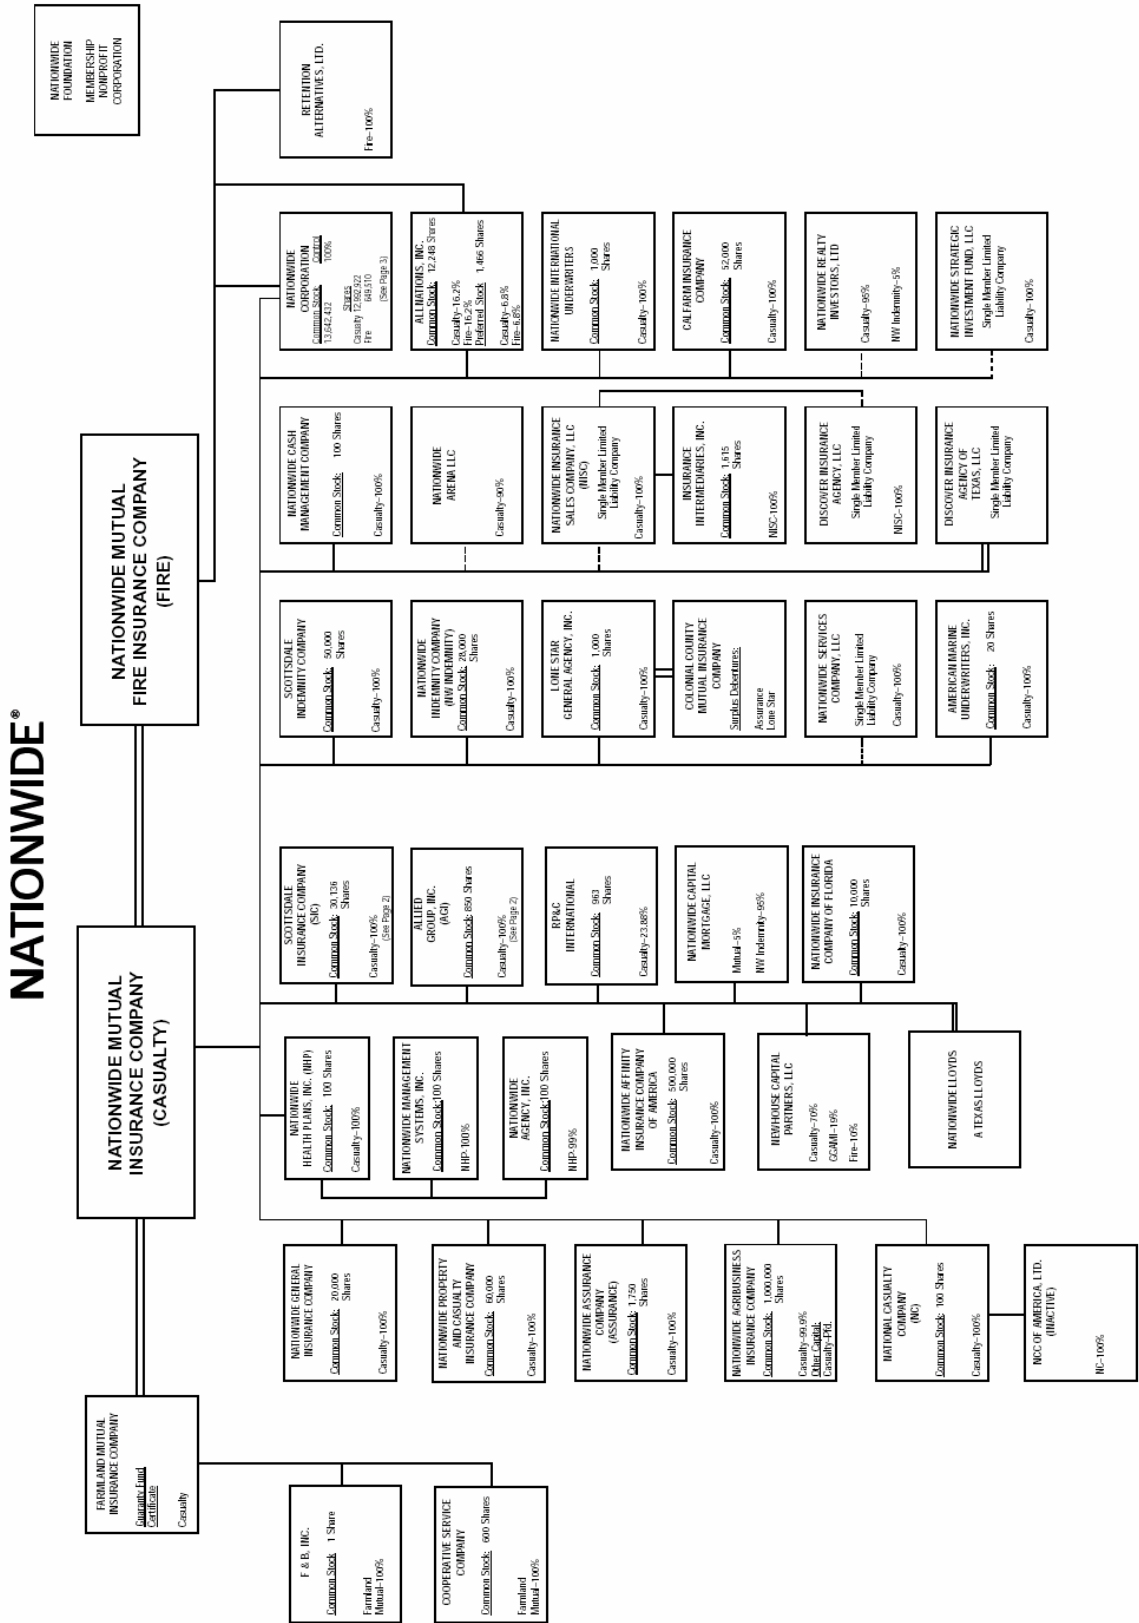 NATIONWIDE®
NATIONWIDE
FOUNDATION
MEMBERSHIP
NONPROFIT
CORPORATION
NATIONWIDE MUTUAL
FIRE INSURANCE COMPANY
(FIRE)
NATIONWIDE MUTUAL
INSURANCE COMPANY
(CASUALTY)
FARMLAND MUTUAL
INSURANCE COMPANY
Guaranty Fund
Certificate
Casualty
F & B, INC.
Common Stock: 1 Share
Farmland
Mutual-100%
COOPERATIVE SERVICE
COMPANY
Common Stock: 600 Shares
Farmland
Mutual-100%
NATIONWIDE GENERAL
INSURANCE COMPANY
Common Stock: 20,000
Shares
Casualty-100%
NATIONWIDE PROPERTY
AND CASUALTY
INSURANCE COMPANY
Common Stock: 60,000
Shares
Casualty-100%
NATIONWIDE ASSURANCE
COMPANY
(ASSURANCE)
Common Stock: 1,750
Shares
Casualty-100%
NATIONWIDE AGRIBUSINESS
INSURANCE COMPANY
Common Stock: 1,000,000
Shares
Casualty-99.9%
Other Capital:
Casualty-Pfd.
NATIONAL CASUALTY
COMPANY
(NC)
Common Stock: 100 Shares
Casualty-100%
NCC OF AMERICA, LTD.
(INACTIVE)
NC-100%
NATIONWIDE
HEALTH PLANS, INC. (NHP)
Common Stock: 100 Shares
Casualty-100%
NATIONWIDE MANAGEMENT
SYSTEMS, INC.
Common Stock: 100 Shares
NHP-100%
NATIONWIDE
AGENCY, INC.
Common Stock: 100 Shares
NHP-99%
NATIONWIDE AFFINITY
INSURANCE COMPANY
OF AMERICA
Common Stock: 500,000
Shares
Casualty-100%
NEWHOUSE CAPITAL
PARTNERS, LLC
Casualty-70%
GGAMI-19%
Fire-10%
NATIONWIDE LLOYDS
A TEXAS LLOYDS
SCOTTSDALE
INSURANCE COMPANY
(SIC)
Common Stock: 30,136
Shares
Casualty-100%
(See Page 2)
ALLIED
GROUP, INC.
(AGI)
Common Stock: 850 Shares
Casualty-100%
(See Page 2)
RP&C
INTERNATIONAL
Common Stock: 963
Shares
Casualty-23.88%
NATIONWIDE CAPITAL
MORTGAGE, LLC
Mutual-5%
NW Indemnity-95%
NATIONWIDE INSURANCE
COMPANY OF FLORIDA
Common Stock: 10,000
Shares
Casualty-100%
SCOTTSDALE
INDEMNITY COMPANY
Common Stock: 50,000
Shares
Casualty-100%
NATIONWIDE
INDEMNITY COMPANY
(NW INDEMNITY)
Common Stock: 28,000
Shares
Casualty-100%
LONE STAR
GENERAL AGENCY, INC.
Common Stock: 1,000
Shares
Casualty-100%
COLONIAL COUNTY
MUTUAL INSURANCE
COMPANY
Surplus Debentures:
Assurance
Lone Star
NATIONWIDE SERVICES
COMPANY, LLC
Single Member Limited
Liability Company
Casualty-100%
AMERICAN MARINE
UNDERWRITERS, INC.
Common Stock: 20 Shares
Casualty-100%
NATIONWIDE CASH
MANAGEMENT COMPANY
Common Stock: 100 Shares
Casualty-100%
NATIONWIDE
ARENA LLC
Casualty-90%
NATIONWIDE INSURANCE
SALES COMPANY, LLC
(NISC)
Single Member Limited
Liability Company
Casualty-100%
INSURANCE
INTERMEDIARIES, INC.
Common Stock: 1,615
Shares
NISC-100%
DISCOVER INSURANCE
AGENCY, LLC
Single Member Limited
Liability Company
NISC-100%
DISCOVER INSURANCE
AGENCY OF
TEXAS, LLC
Single Member Limited
Liability Company
NATIONWIDE
CORPORATION
Common Stock: Control
13,642,432 100%
Shares
Casualty 12,992,922
Fire 649,510
(See Page 3)
ALLNATIONS, INC.
Common Stock: 12,248 Shares
Casualty-16.2%
Fire-16.2%
Preferred Stock 1,466 Shares
Casualty-6.8%
Fire-6.8%
NATIONWIDE INTERNATIONAL
UNDERWRITERS
Common Stock: 1,000
Shares
Casualty-100%
CALFARM INSURANCE
COMPANY
Common Stock: 52,000
Shares
Casualty-100%
NATIONWIDE REALTY
INVESTORS, LTD
Casualty-95%
NW Indemnity-5%
NATIONWIDE STRATEGIC
INVESTMENT FUND, LLC
Single Member Limited
Liability Company
Casualty-100%
RETENTION
ALTERNATIVES, LTD.
Fire-100%